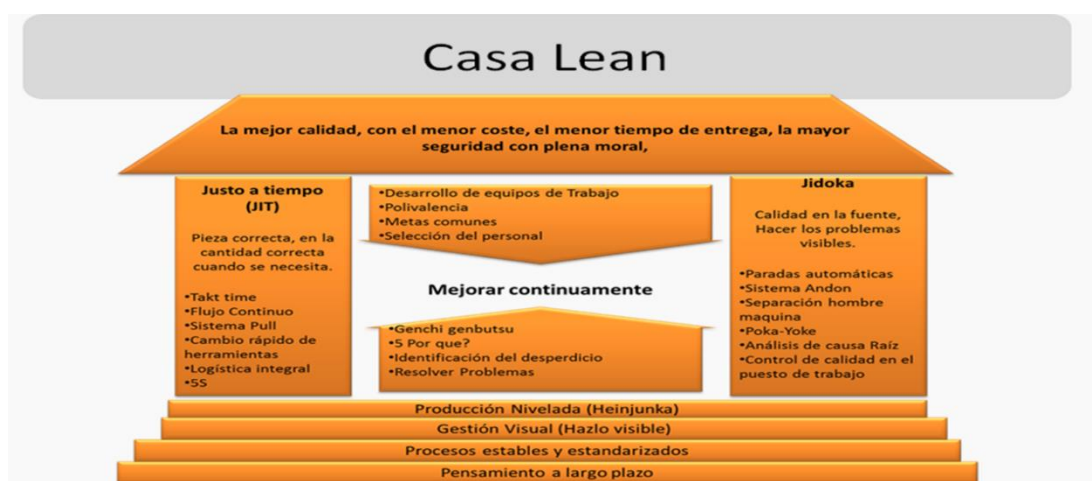 Casa Lean
La mejor calidad, con el menor coste, el menor tiempo de entrega, la mayor
seguridad con plena moral,
Justo a tiempo
(JIT)
Pieza correcta, en la
cantidad correcta
cuando se necesita.
•Takt time
•Flujo Continuo
•Sistema Pull
•Cambio rápido de
herramientas
•Logística integral
•5S
•Desarrollo de equipos de Trabajo
•Polivalencia
•Metas comunes
•Selección del personal
Mejorar continuamente
•Genchi genbutsu
•5 Por que?
•Identificación del desperdicio
•Resolver Problemas
Jidoka
Calidad en la fuente,
Hacer los problemas
visibles.
•Paradas automáticas
•Sistema Andon
•Separación hombre
maquina
•Poka-Yoke
•Análisis de causa Raíz
•Control de calidad en el
puesto de trabajo
Producción Nivelada (Heinjunka)
Gestión Visual (Hazlo visible)
Procesos estables y estandarizados
Pensamiento a largo plazo